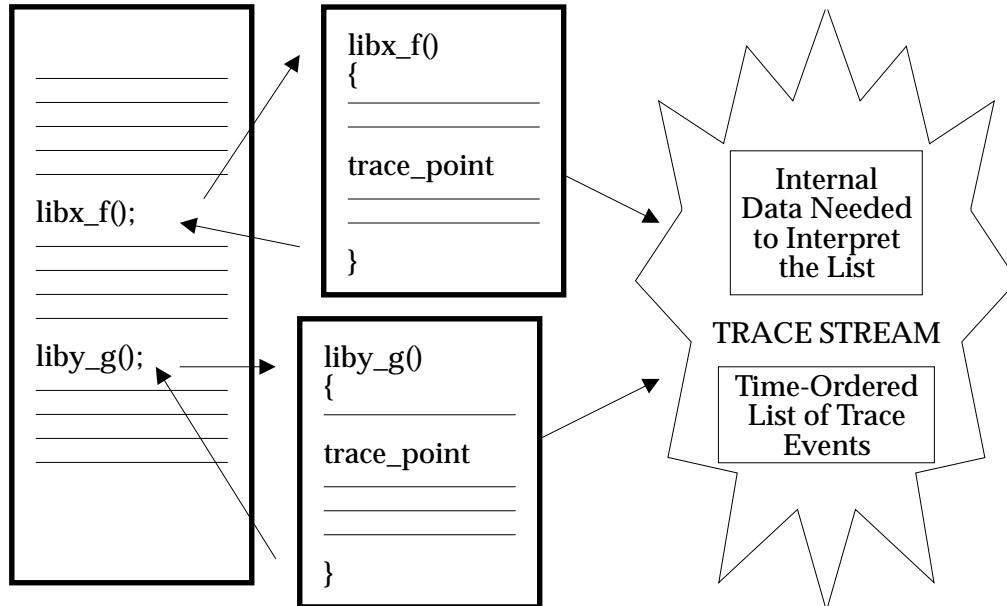 libx_f();
liby_g();
libx_f()
{
trace_point
}
liby_g()
{
trace_point
}
Internal
Data Needed
to Interpret
the List
TRACE STREAM
Time-Ordered
List of Trace
Events